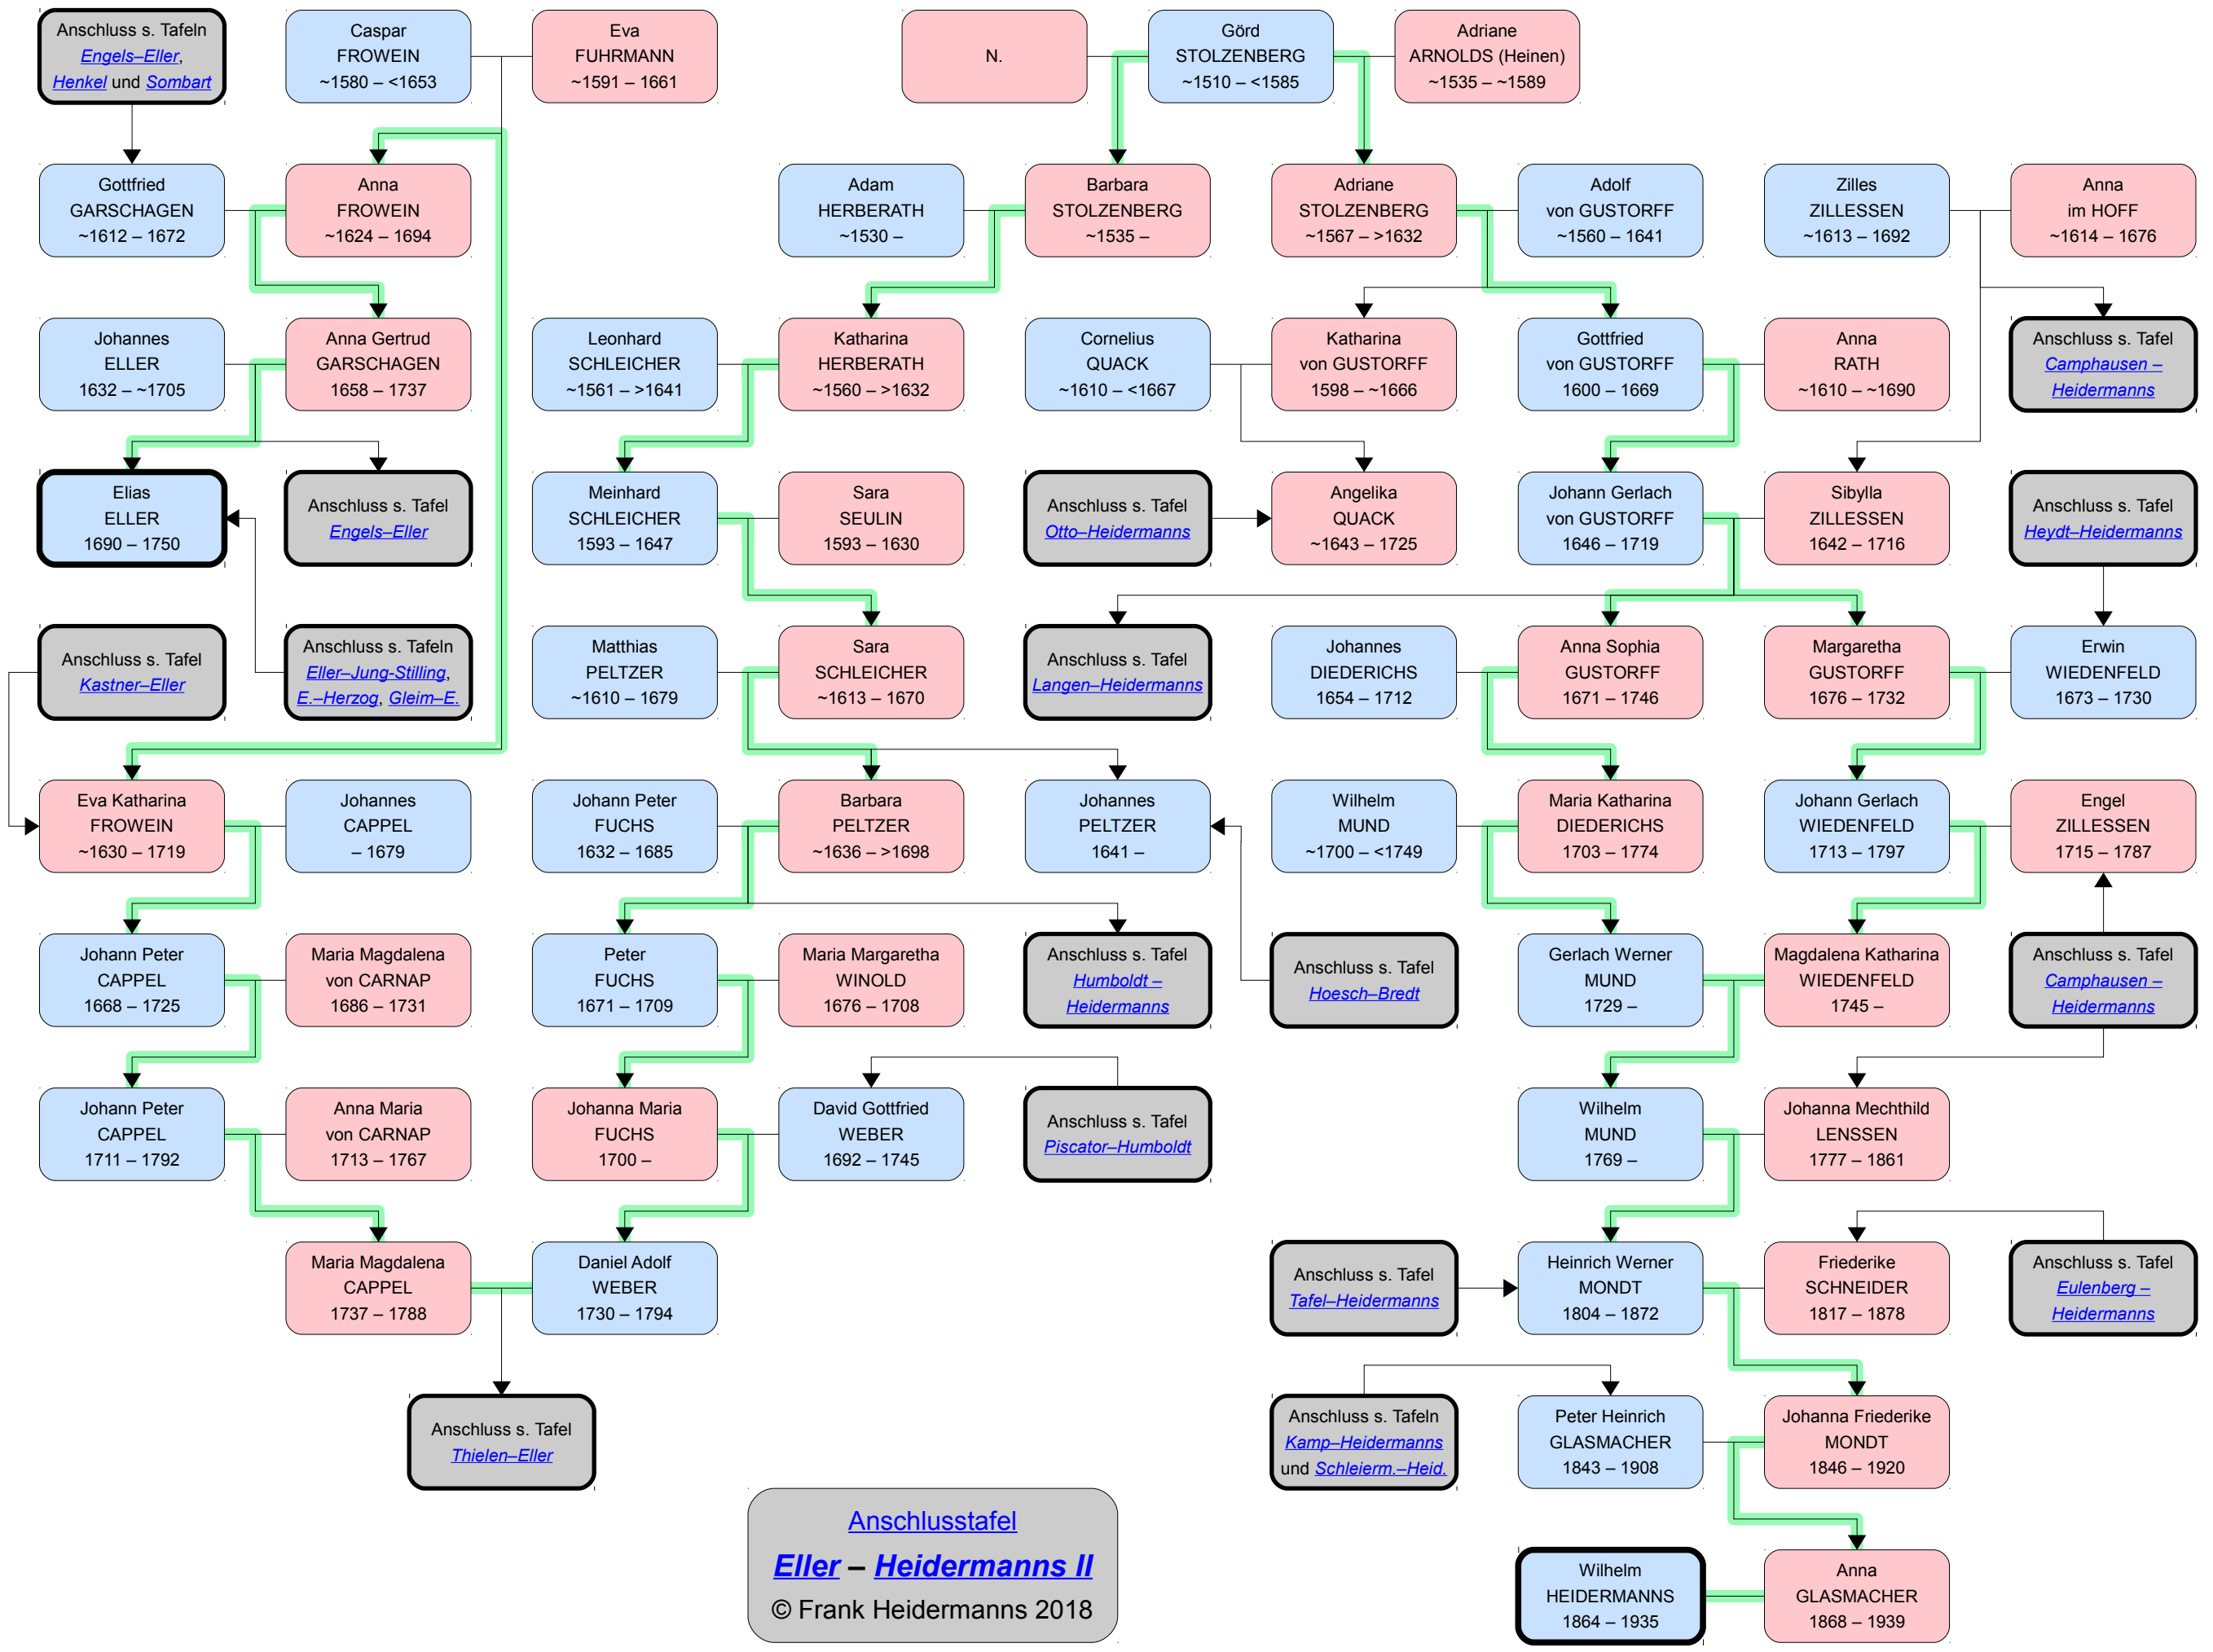 Anschluss s. Tafeln
Engels–Eller,
Henkel und Sombart
Caspar
FROWEIN
~1580 – <1653
Eva
FUHRMANN
~1591 – 1661
N.
Görd
STOLZENBERG
~1510 – <1585
Adriane
ARNOLDS (Heinen)
~1535 – ~1589
Gottfried
GARSCHAGEN
~1612 – 1672
Anna
FROWEIN
~1624 – 1694
Adam
HERBERATH
~1530 –
Barbara
STOLZENBERG
~1535 –
Adriane
STOLZENBERG
~1567 – >1632
Adolf
von GUSTORFF
~1560 – 1641
Zilles
ZILLESSEN
~1613 – 1692
Anna
im HOFF
~1614 – 1676
Johannes
ELLER
1632 – ~1705
Anna Gertrud
GARSCHAGEN
1658 – 1737
Leonhard
SCHLEICHER
~1561 – >1641
Katharina
HERBERATH
~1560 – >1632
Cornelius
QUACK
~1610 – <1667
Katharina
von GUSTORFF
1598 – ~1666
Gottfried
von GUSTORFF
1600 – 1669
Anna
RATH
~1610 – ~1690
Anschluss s. Tafel
Camphausen –
Heidermanns
Elias
ELLER
1690 – 1750
Anschluss s. Tafel
Engels–Eller
Meinhard
SCHLEICHER
1593 – 1647
Sara
SEULIN
1593 – 1630
Anschluss s. Tafel
Otto–Heidermanns
Angelika
QUACK
~1643 – 1725
Johann Gerlach
von GUSTORFF
1646 – 1719
Sibylla
ZILLESSEN
1642 – 1716
Anschluss s. Tafel
Heydt–Heidermanns
Anschluss s. Tafel
Kastner–Eller
Anschluss s. Tafeln
Eller–Jung-Stilling,
E.–Herzog, Gleim–E.
Matthias
PELTZER
~1610 – 1679
Sara
SCHLEICHER
~1613 – 1670
Anschluss s. Tafel
Langen–Heidermanns
Johannes
DIEDERICHS
1654 – 1712
Anna Sophia
GUSTORFF
1671 – 1746
Margaretha
GUSTORFF
1676 – 1732
Erwin
WIEDENFELD
1673 – 1730
Eva Katharina
FROWEIN
~1630 – 1719
Johannes
CAPPEL
– 1679
Johann Peter
FUCHS
1632 – 1685
Barbara
PELTZER
~1636 – >1698
Johannes
PELTZER
1641 –
Wilhelm
MUND
~1700 – <1749
Maria Katharina
DIEDERICHS
1703 – 1774
Johann Gerlach
WIEDENFELD
1713 – 1797
Engel
ZILLESSEN
1715 – 1787
Johann Peter
CAPPEL
1668 – 1725
Maria Magdalena
von CARNAP
1686 – 1731
Peter
FUCHS
1671 – 1709
Maria Margaretha
WINOLD
1676 – 1708
Anschluss s. Tafel
Humboldt –
Heidermanns
Anschluss s. Tafel
Hoesch–Bredt
Gerlach Werner
MUND
1729 –
Magdalena Katharina
WIEDENFELD
1745 –
Anschluss s. Tafel
Camphausen –
Heidermanns
Johann Peter
CAPPEL
1711 – 1792
Anna Maria
von CARNAP
1713 – 1767
Johanna Maria
FUCHS
1700 –
David Gottfried
WEBER
1692 – 1745
Anschluss s. Tafel
Piscator–Humboldt
Wilhelm
MUND
1769 –
Johanna Mechthild
LENSSEN
1777 – 1861
Maria Magdalena
CAPPEL
1737 – 1788
Daniel Adolf
WEBER
1730 – 1794
Anschluss s. Tafel
Tafel–Heidermanns
Heinrich Werner
MONDT
1804 – 1872
Friederike
SCHNEIDER
1817 – 1878
Anschluss s. Tafel
Eulenberg –
Heidermanns
Anschluss s. Tafel
Thielen–Eller
Anschluss s. Tafeln
Kamp–Heidermanns
und Schleierm.–Heid.
Peter Heinrich
GLASMACHER
1843 – 1908
Johanna Friederike
MONDT
1846 – 1920
Anschlusstafel
Eller – Heidermanns II
© Frank Heidermanns 2018
Wilhelm
HEIDERMANNS
1864 – 1935
Anna
GLASMACHER
1868 – 1939